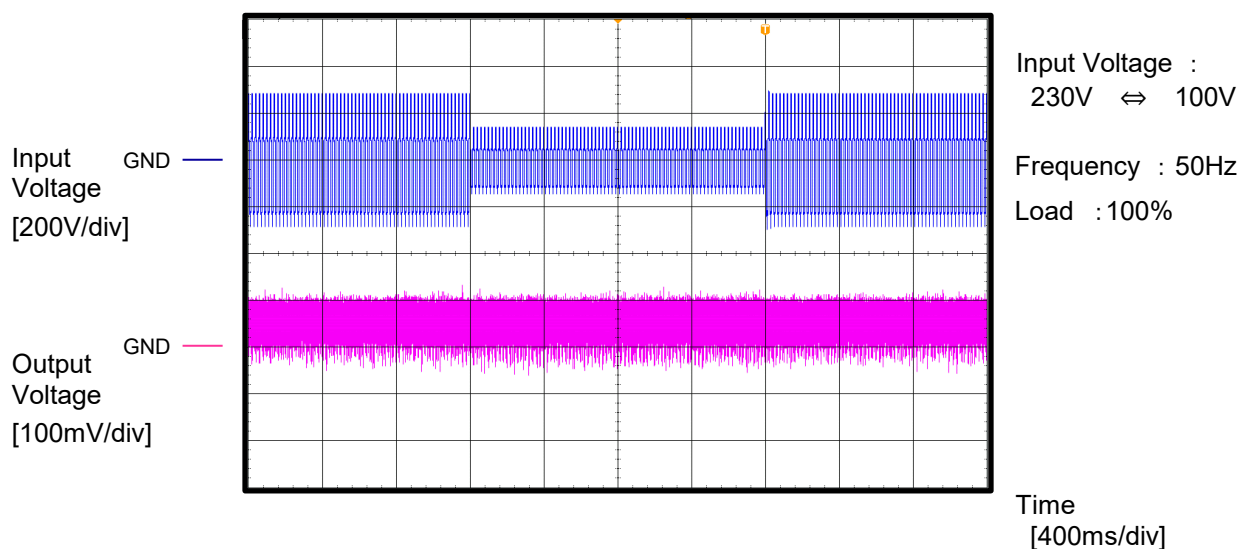 Input
Voltage
[200V/div]
GND
Output
Voltage
[100mV/div]
GND
T
Input Voltage :
230V ⇔ 100V
Frequency : 50Hz
Load :100%
Time
[400ms/div]